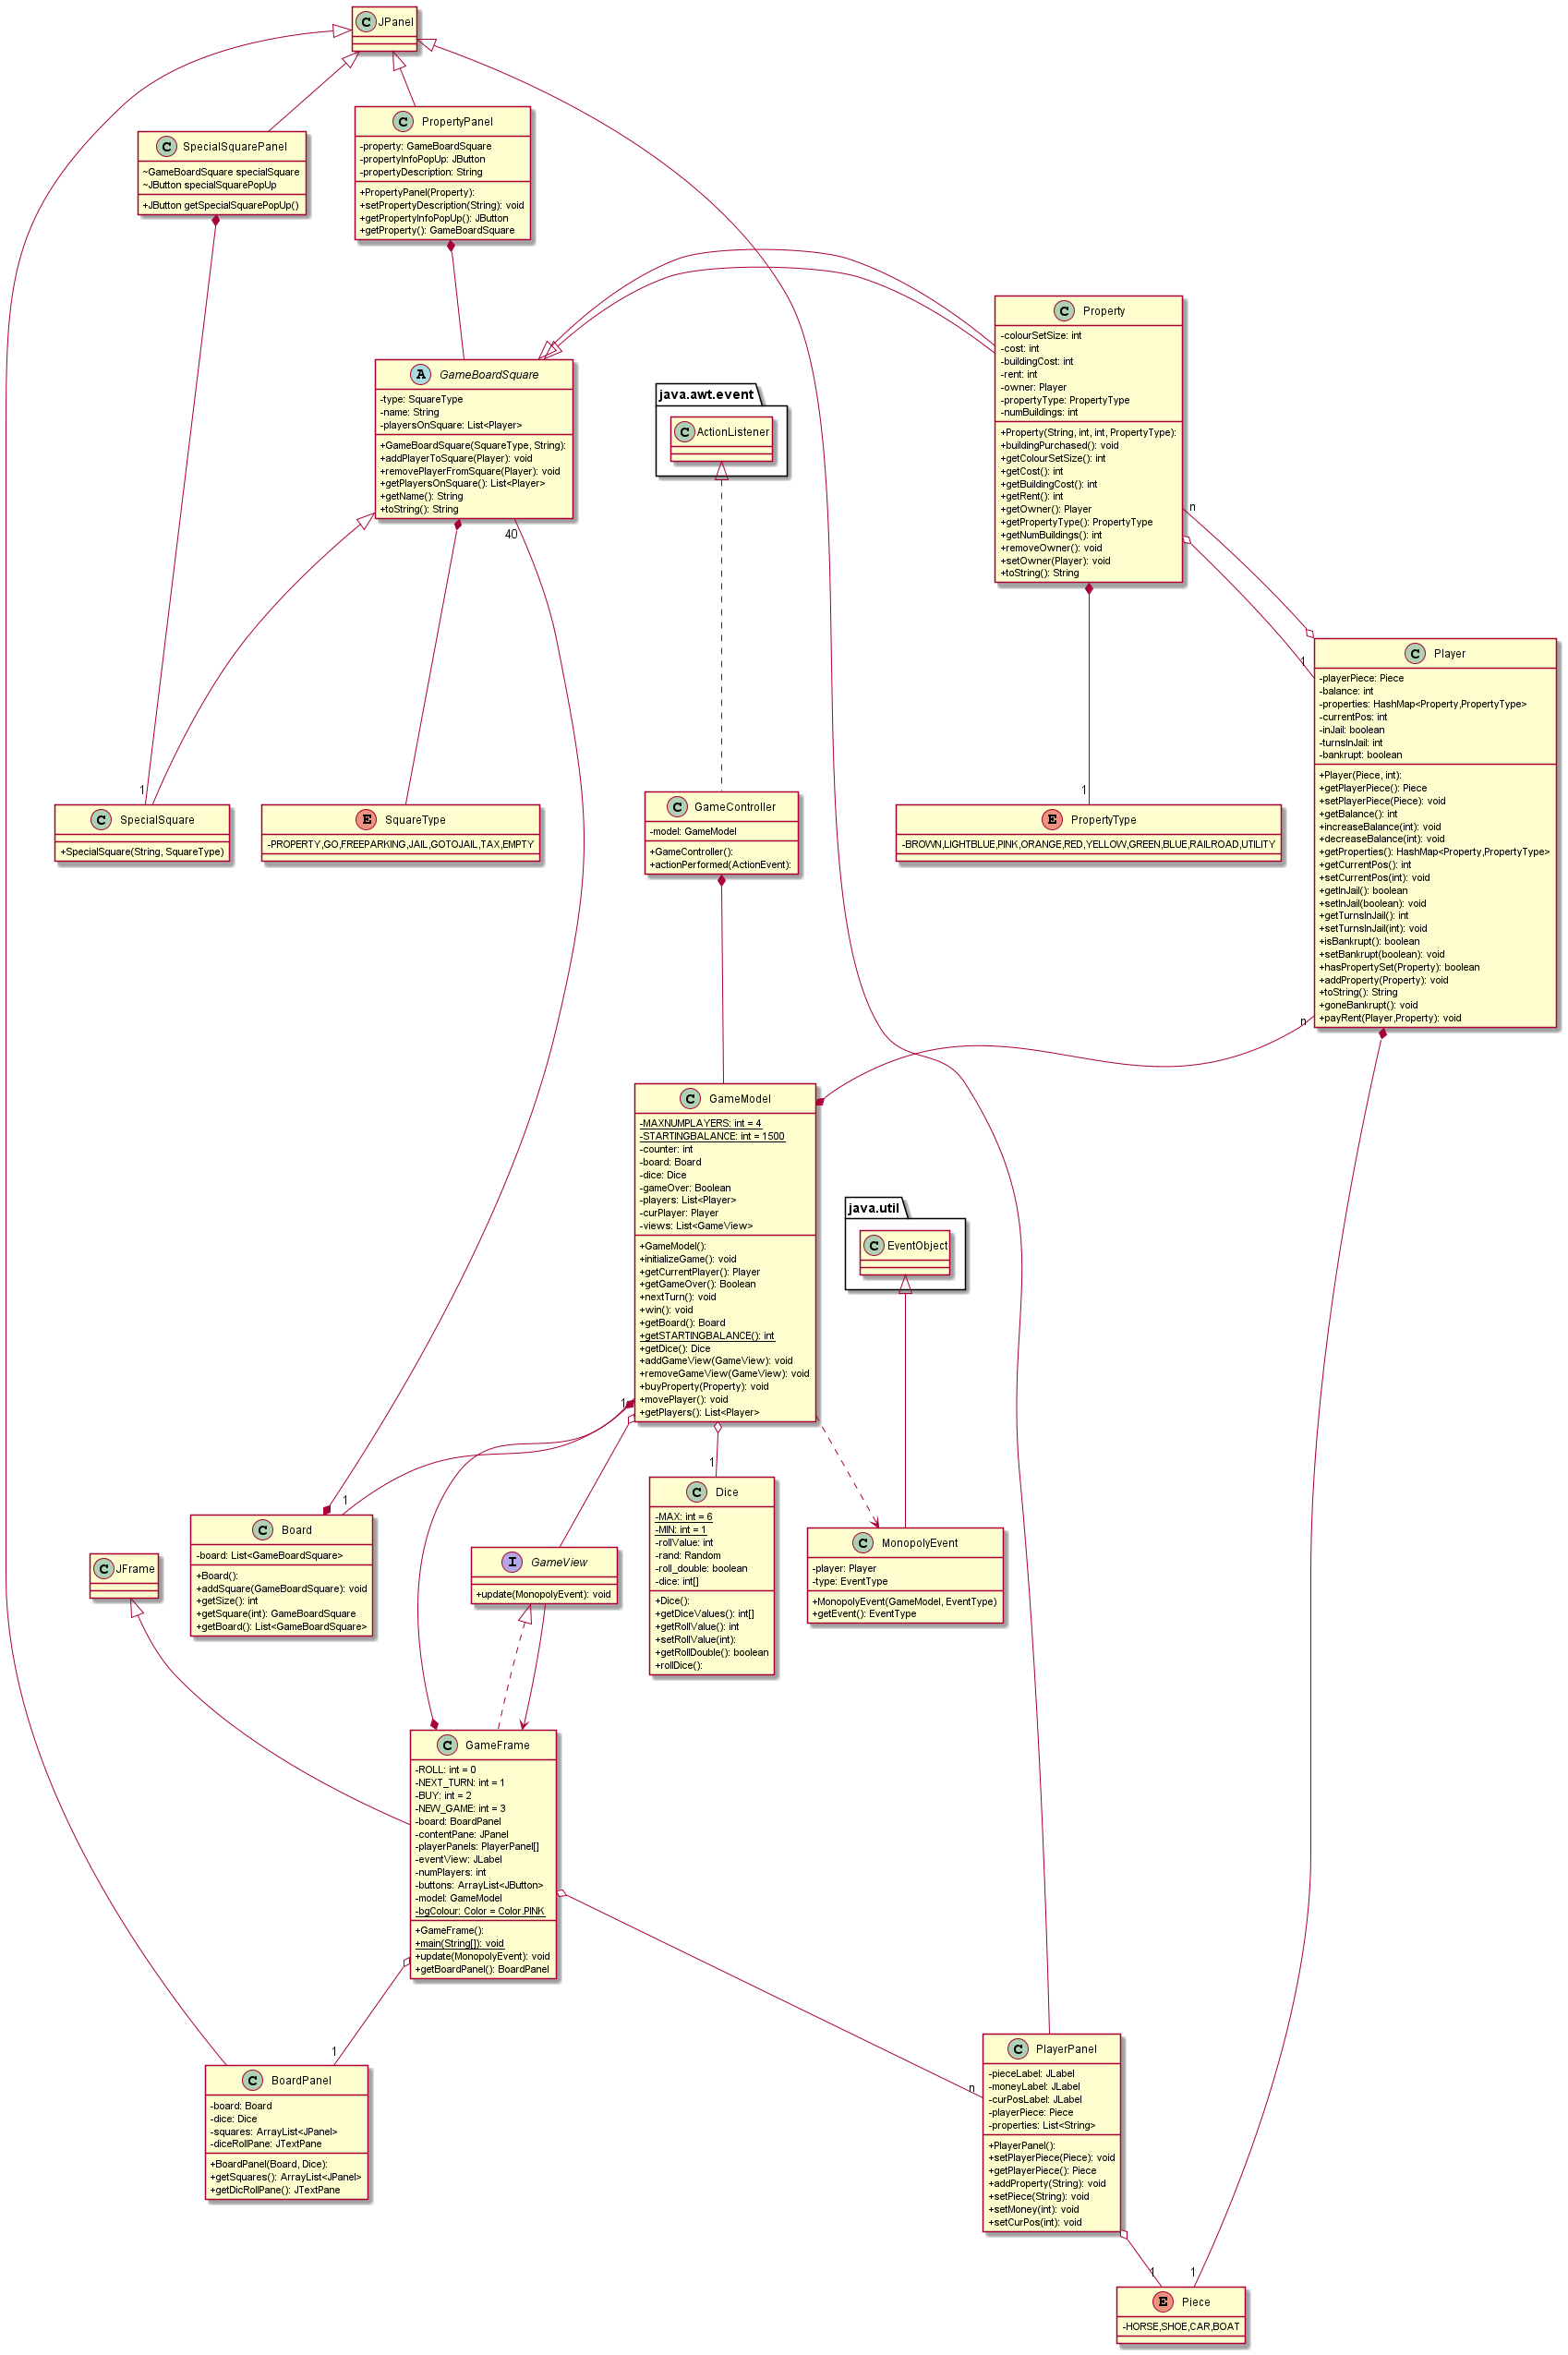 C JPanel
C PropertyPanel
-property: GameBoardSquare
-propertyInfoPopUp: JButton
-propertyDescription: String
+PropertyPanel(Property):
+setPropertyDescription(String): void
+getPropertyInfoPopUp(): JButton
+getProperty(): GameBoardSquare
C SpecialSquarePanel
~GameBoardSquare specialSquare
~JButton specialSquarePopUp
+JButton getSpecialSquarePopUp()
C Property
-colourSetSize: int
-cost: int
-buildingCost: int
-rent: int
-owner: Player
-propertyType: PropertyType
-numBuildings: int
+Property(String, int, int, PropertyType):
+buildingPurchased(): void
+getColourSetSize(): int
+getCost(): int
+getBuildingCost(): int
+getRent(): int
+getOwner(): Player
+getPropertyType(): PropertyType
+getNumBuildings(): int
+removeOwner(): void
+setOwner(Player): void
+toString(): String
n
A GameBoardSquare
-type: SquareType
-name: String
-playersOnSquare: List<Player>
+GameBoardSquare(SquareType, String):
+addPlayerToSquare(Player): void
+removePlayerFromSquare(Player): void
+getPlayersOnSquare(): List<Player>
+getName(): String
+toString(): String
40
java.awt.event
C ActionListener
1
C Player
-playerPiece: Piece
-balance: int
-properties: HashMap<Property,PropertyType>
-currentPos: int
-inJail: boolean
-turnsInJail: int
-bankrupt: boolean
+Player(Piece, int):
+getPlayerPiece(): Piece
+setPlayerPiece(Piece): void
+getBalance(): int
+increaseBalance(int): void
+decreaseBalance(int): void
+getProperties(): HashMap<Property,PropertyType>
+getCurrentPos(): int
+setCurrentPos(int): void
+getInJail(): boolean
+setInJail(boolean): void
+getTurnsInJail(): int
+setTurnsInJail(int): void
+isBankrupt(): boolean
+setBankrupt(boolean): void
+hasPropertySet(Property): boolean
+addProperty(Property): void
+toString(): String
+goneBankrupt(): void
+payRent(Player,Property): void
n
1
C SpecialSquare
+SpecialSquare(String, SquareType)
E SquareType
-PROPERTY,GO,FREEPARKING,JAIL,GOTOJAIL,TAX,EMPTY
C GameController
-model: GameModel
+GameController():
+actionPerformed(ActionEvent):
1
E PropertyType
-BROWN,LIGHTBLUE,PINK,ORANGE,RED,YELLOW,GREEN,BLUE,RAILROAD,UTILITY
C GameModel
-MAXNUMPLAYERS: int = 4
-STARTINGBALANCE: int = 1500
-counter: int
-board: Board
-dice: Dice
-gameOver: Boolean
-players: List<Player>
-curPlayer: Player
-views: List<GameView>
+GameModel():
+initializeGame(): void
+getCurrentPlayer(): Player
+getGameOver(): Boolean
+nextTurn(): void
+win(): void
+getBoard(): Board
+getSTARTINGBALANCE(): int
+getDice(): Dice
+addGameView(GameView): void
+removeGameView(GameView): void
+buyProperty(Property): void
+movePlayer(): void
+getPlayers(): List<Player>
1
java.util
C EventObject
1
C Board
-board: List<GameBoardSquare>
+Board():
+addSquare(GameBoardSquare): void
+getSize(): int
+getSquare(int): GameBoardSquare
+getBoard(): List<GameBoardSquare>
C JFrame
I GameView
+update(MonopolyEvent): void
1
C Dice
-MAX: int = 6
-MIN: int = 1
-rollValue: int
-rand: Random
-roll_double: boolean
-dice: int[]
+Dice():
+getDiceValues(): int[]
+getRollValue(): int
+setRollValue(int):
+getRollDouble(): boolean
+rollDice():
C MonopolyEvent
-player: Player
-type: EventType
+MonopolyEvent(GameModel, EventType)
+getEvent(): EventType
C GameFrame
-ROLL: int = 0
-NEXT_TURN: int = 1
-BUY: int = 2
-NEW_GAME: int = 3
-board: BoardPanel
-contentPane: JPanel
-playerPanels: PlayerPanel[]
-eventView: JLabel
-numPlayers: int
-buttons: ArrayList<JButton>
-model: GameModel
-bgColour: Color = Color.PINK
+GameFrame():
+main(String[]): void
+update(MonopolyEvent): void
+getBoardPanel(): BoardPanel
1
C BoardPanel
-board: Board
-dice: Dice
-squares: ArrayList<JPanel>
-diceRollPane: JTextPane
+BoardPanel(Board, Dice):
+getSquares(): ArrayList<JPanel>
+getDicRollPane(): JTextPane
n
C PlayerPanel
-pieceLabel: JLabel
-moneyLabel: JLabel
-curPosLabel: JLabel
-playerPiece: Piece
-properties: List<String>
+PlayerPanel():
+setPlayerPiece(Piece): void
+getPlayerPiece(): Piece
+addProperty(String): void
+setPiece(String): void
+setMoney(int): void
+setCurPos(int): void
1 1
E Piece
-HORSE,SHOE,CAR,BOAT